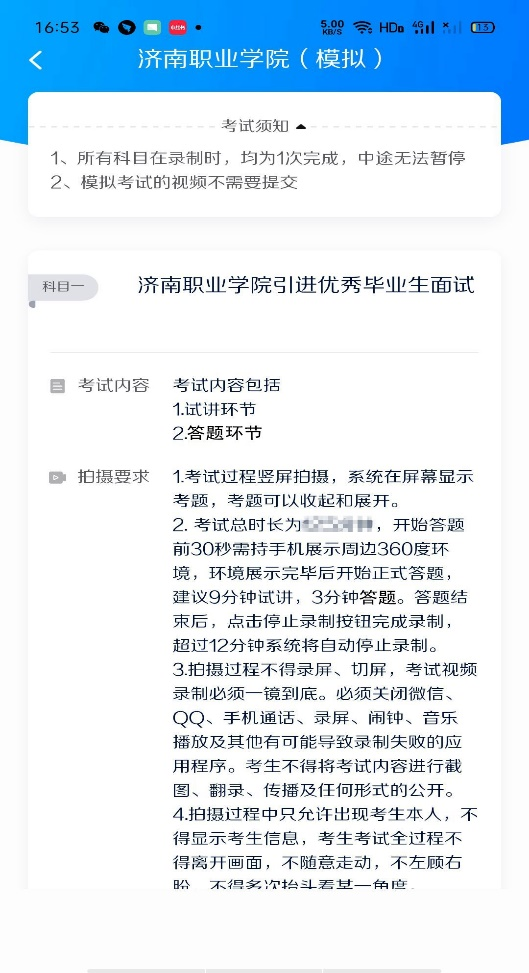 16:53
小红书
5.00
KB/S
HD
4G
13
济南职业学院（模拟）
考试须知
1、所有科目在录制时，均为1次完成，中途无法暂停
2、模拟考试的视频不需要提交
科目一
济南职业学院引进优秀毕业生面试
考试内容
考试内容包括
1.试讲环节
2.答题环节
拍摄要求
1.考试过程竖屏拍摄，系统在屏幕显示
考题，考题可以收起和展开。
2. 考试总时长为，开始答题
前30秒需持手机展示周边360度环
境，环境展示完毕后开始正式答题，
建议9分钟试讲，3分钟答题。答题结
束后，点击停止录制按钮完成录制，
超过12分钟系统将自动停止录制。
3.拍摄过程不得录屏、切屏，考试视频
录制必须一镜到底。必须关闭微信、
QQ、手机通话、录屏、闹钟、音乐
播放及其他有可能导致录制失败的应
用程序。考生不得将考试内容进行截
图、翻录、传播及任何形式的公开。
4.拍摄过程中只允许出现考生本人，不
得显示考生信息，考生考试全过程不
得离开画面，不随意走动，不左顾右
盼，不得多次抬头看某一角度。